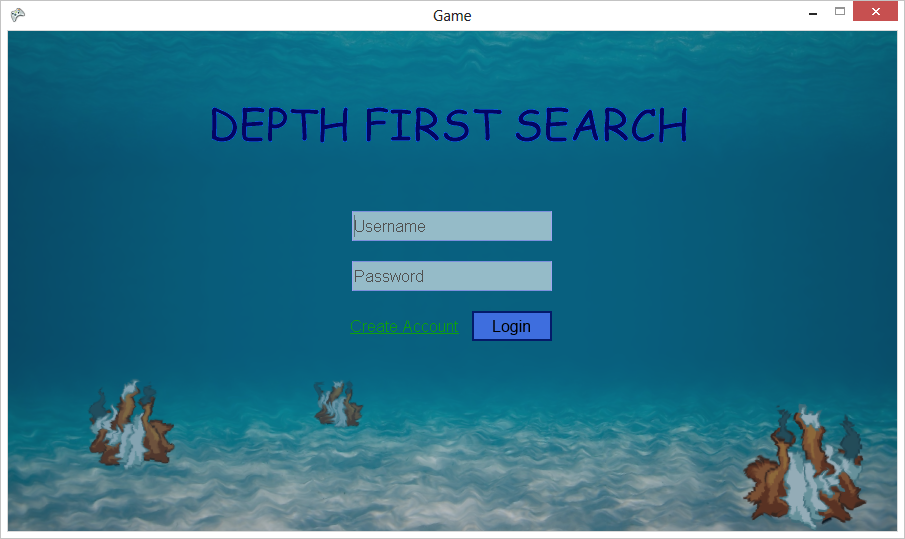 Game
DEPTH FIRST SEARCH
Username
Password
Create Account
Login